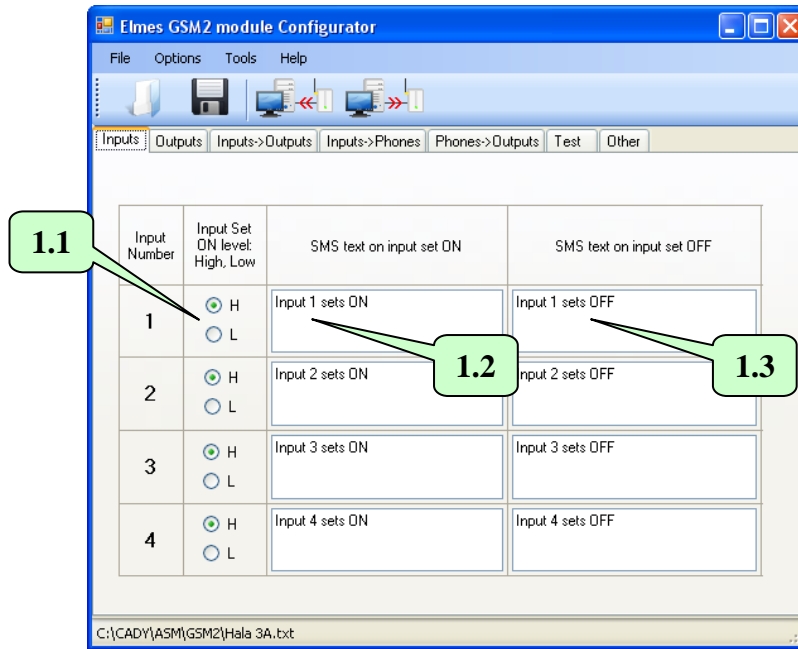 Elmes GSM2 module Configurator
File Options Tools Help
Inputs Outputs Inputs->Outputs Inputs->Phones Phones->Outputs Test Other
Input Number
Input Set ON level: High, Low
SMS text on input set ON
SMS text on input set OFF
1.1
1
H
L
Input 1 sets ON
Input 1 sets OFF
1.2
1.3
2
H
L
Input 2 sets ON
nput 2 sets OFF
3
H
L
Input 3 sets ON
Input 3 sets OFF
4
H
L
Input 4 sets ON
Input 4 sets OFF
C:\CADY\ASM\GSM2\Hala 3A.txt